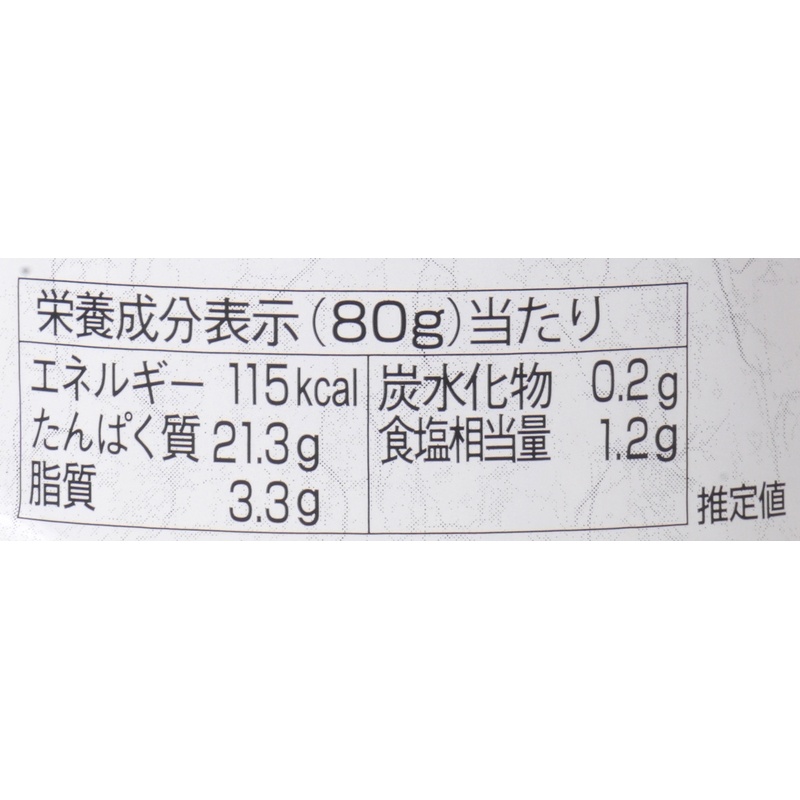 栄養成分表示(80g)当たり
エネルギー 115kcal
たんぱく質 21.3g
脂質 3.3g
炭水化物 0.2g
食塩相当量 1.2g
推定値